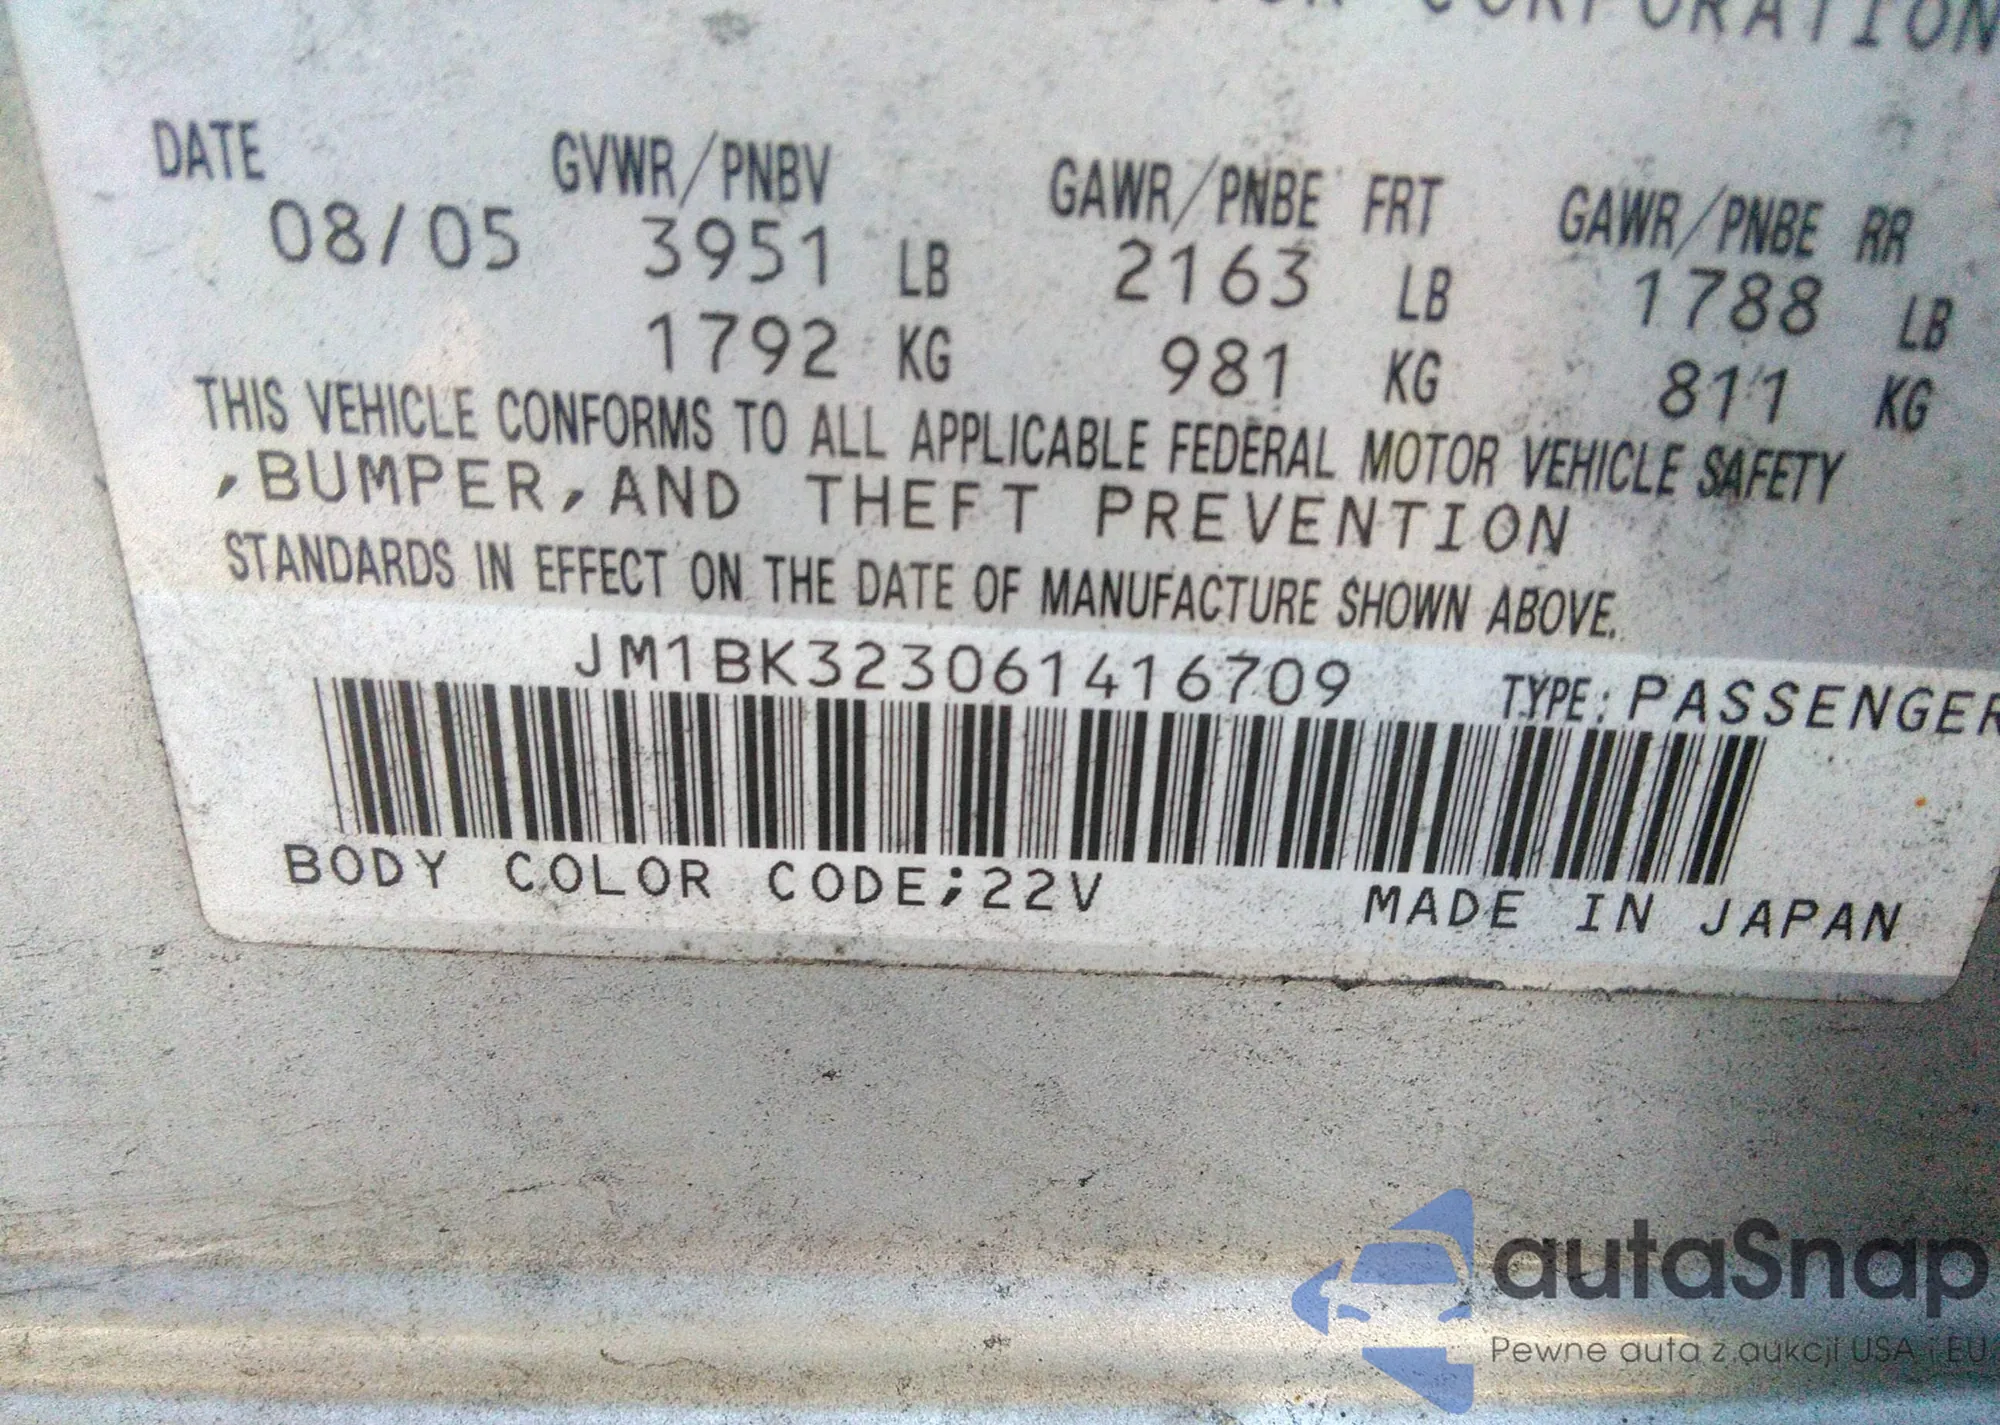 CORPORATION
DATE GVWR/PNBV GAWR/PNBE FRT GAWR/PNBE RR
08/05 3951 LB 2163 LB 1788 LB
1792 KG 981 KG 811 KG
THIS VEHICLE CONFORMS TO ALL APPLICABLE FEDERAL MOTOR VEHICLE SAFETY
,BUMPER,AND THEFT PREVENTION
STANDARDS IN EFFECT ON THE DATE OF MANUFACTURE SHOWN ABOVE.
JM1BK323061416709 TYPE: PASSENGER
BODY COLOR CODE;22V MADE IN JAPAN
autaSnap
Pewne auta z aukcji USA i EU